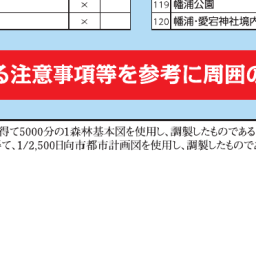 ×
119 幡浦公園
×
120 幡浦・愛宕神社境内
る注意事項等を参考に周囲の
得て5000分の1森林基本図を使用し、調製したものである
て、1/2,500日向市都市計画図を使用し、調製したもので